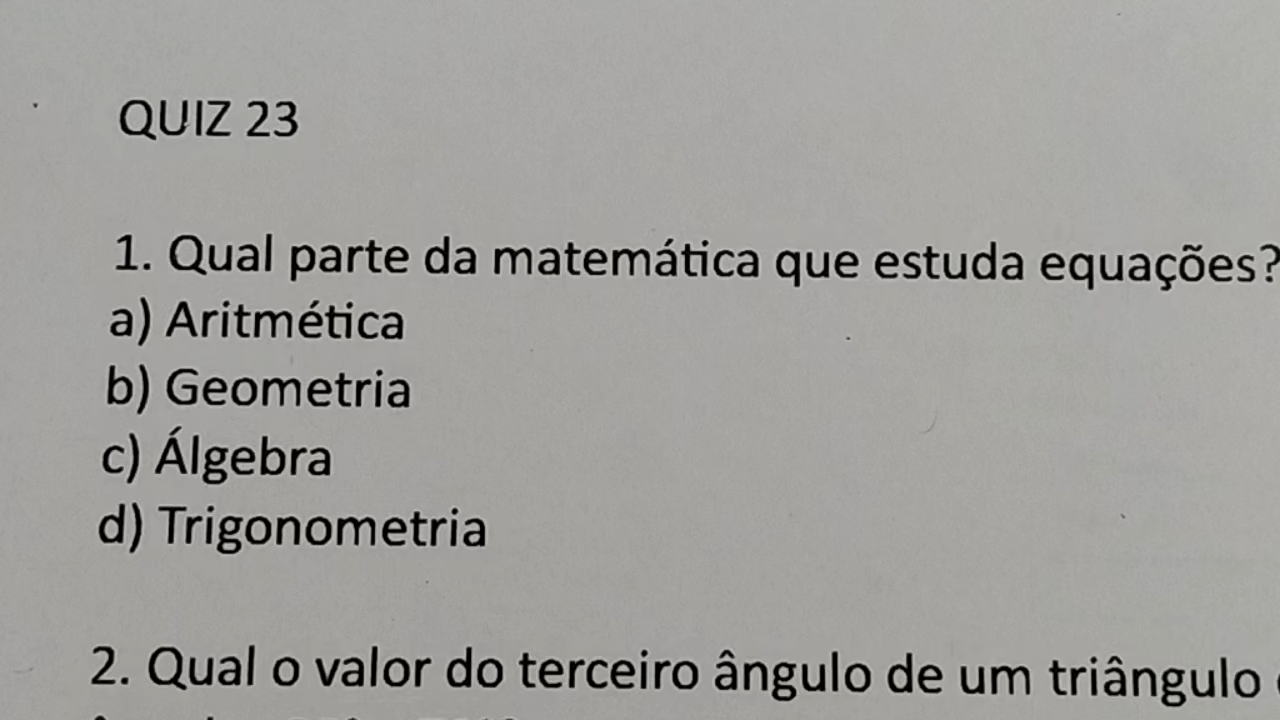 QUIZ 23
1. Qual parte da matemática que estuda equações?
a) Aritmética
b) Geometria
c) Álgebra
d) Trigonometria
2. Qual o valor do terceiro ângulo de um triângulo